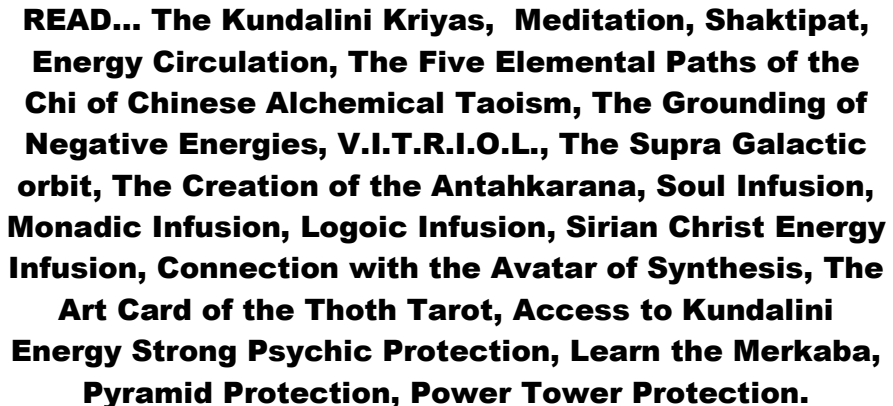 READ... The Kundalini Kriyas,  Meditation, Shaktipat,
Energy Circulation, The Five Elemental Paths of the
Chi of Chinese Alchemical Taoism, The Grounding of
Negative Energies, V.I.T.R.I.O.L., The Supra Galactic
orbit, The Creation of the Antahkarana, Soul Infusion,
Monadic Infusion, Logoic Infusion, Sirian Christ Energy
Infusion, Connection with the Avatar of Synthesis, The
Art Card of the Thoth Tarot, Access to Kundalini
Energy Strong Psychic Protection, Learn the Merkaba,
Pyramid Protection, Power Tower Protection.